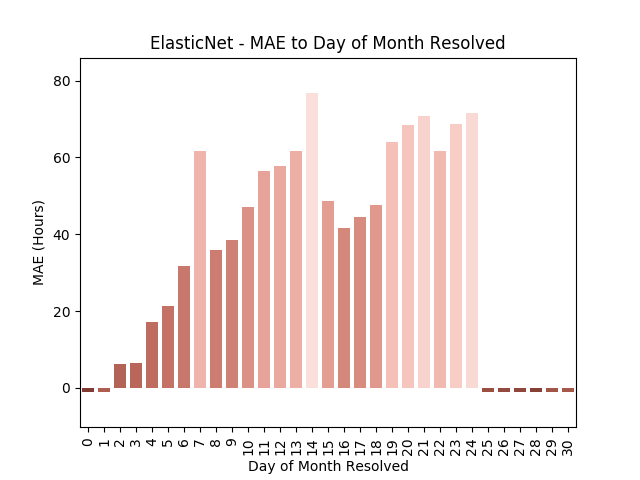 ElasticNet - MAE to Day of Month Resolved
80
60
40
20
0
MAE (Hours)
0 1 2 3 4 5 6 7 8 9 10 11 12 13 14 15 16 17 18 19 20 21 22 23 24 25 26 27 28 29 30
Day of Month Resolved